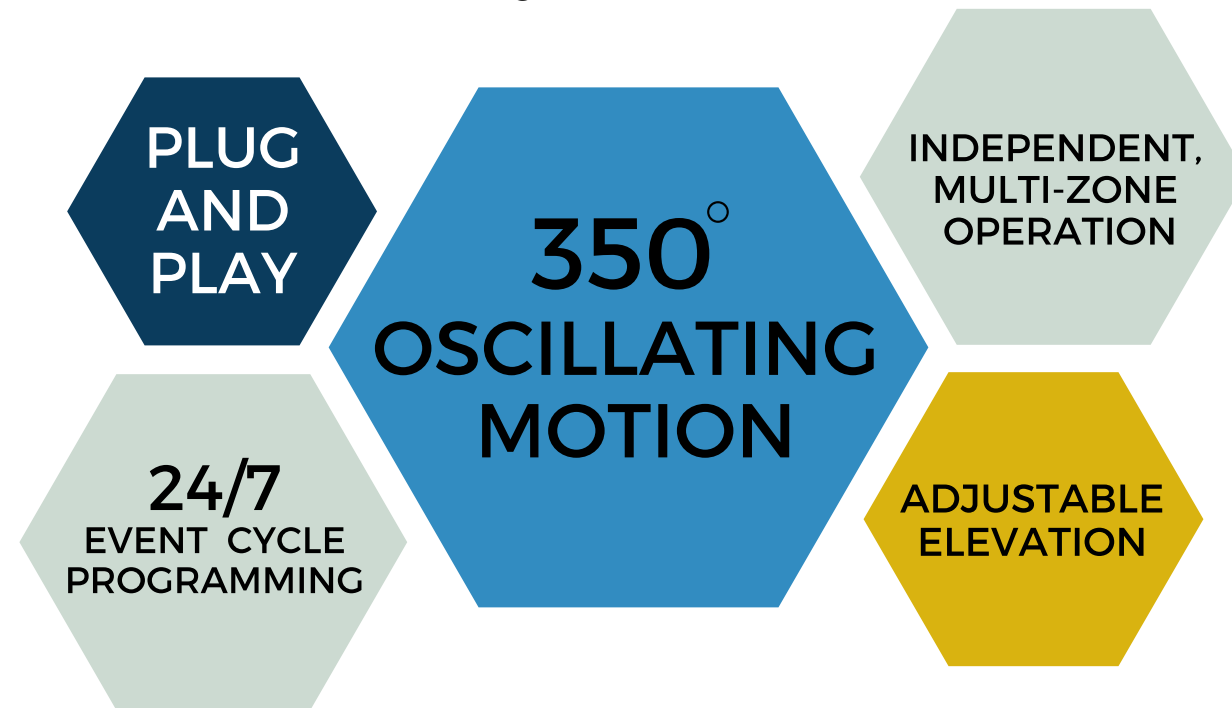 PLUG
AND
PLAY
350°
OSCILLATING
MOTION
INDEPENDENT,
MULTI-ZONE
OPERATION
24/7
EVENT CYCLE
PROGRAMMING
ADJUSTABLE
ELEVATION